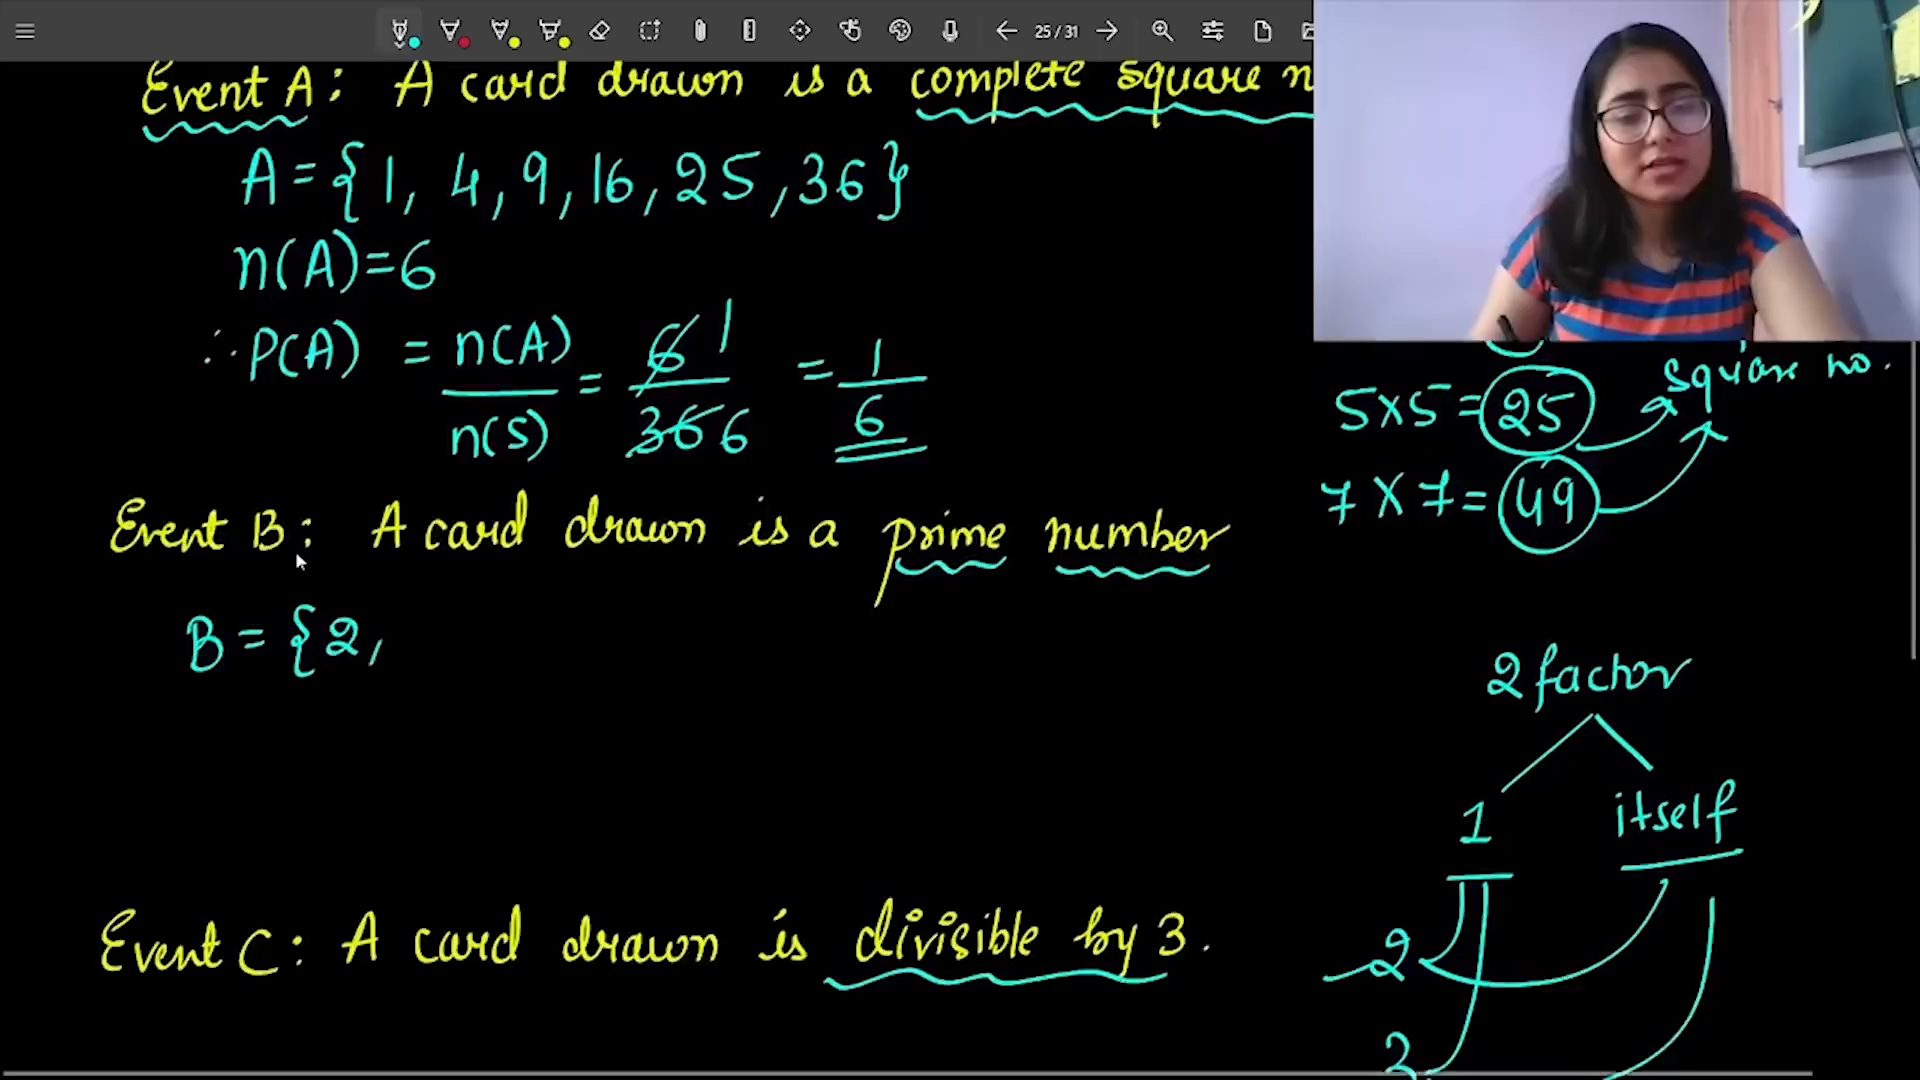 25 / 31
Event A: A card drawn is a complete square n
A = { 1, 4, 9, 16, 25, 36 }
n(A) = 6
∴ P(A) = n(A)/n(S) = 6 1/36 6 = 1/6
Event B: A card drawn is a prime number
B = { 2,
Event C: A card drawn is divisible by 3.
square no.
5 x 5 = 25
7 x 7 = 49
2 factor
1 itself
2